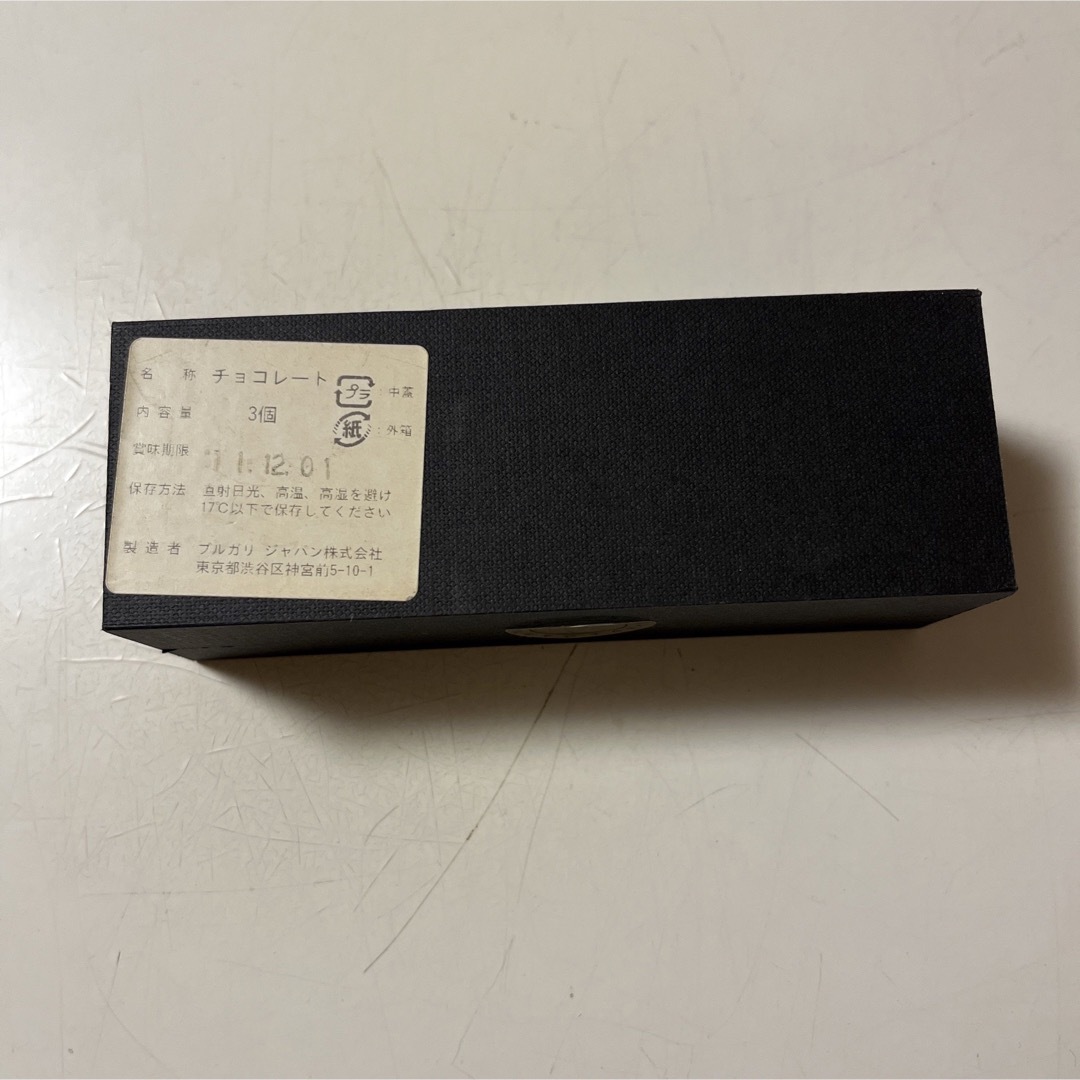 名 称 チョコレート
プラ :中蓋
内容量 3個
紙 :外箱
賞味期限 11.12.01
保存方法 直射日光、高温、高湿を避け
17℃以下で保存してください
製造者 ブルガリ ジャパン株式会社
東京都渋谷区神宮前5-10-1